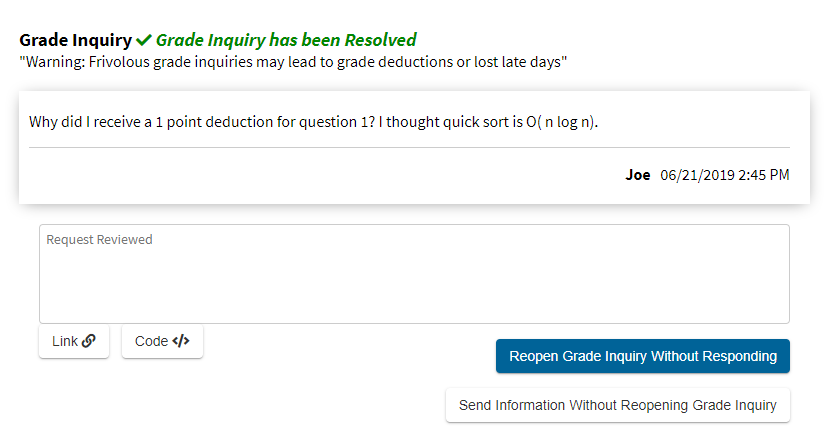 Grade Inquiry Grade Inquiry has been Resolved
"Warning: Frivolous grade inquiries may lead to grade deductions or lost late days"
Why did I receive a 1 point deduction for question 1? I thought quick sort is O( n log n).
Joe 06/21/2019 2:45 PM
Request Reviewed
Link
Code </>
Reopen Grade Inquiry Without Responding
Send Information Without Reopening Grade Inquiry